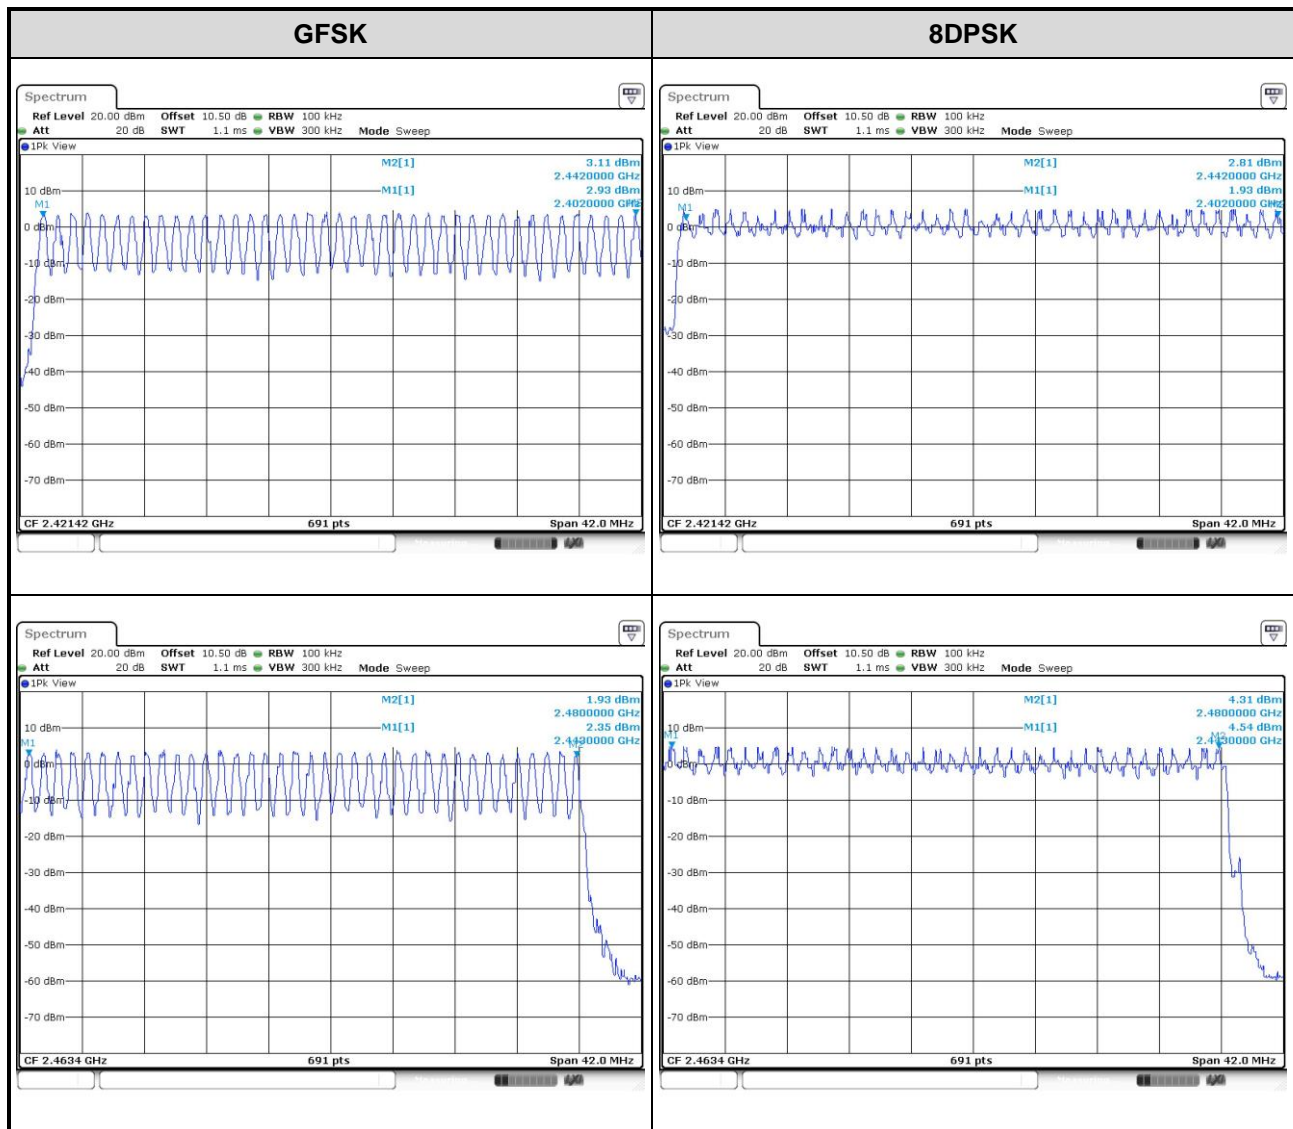 GFSK 8DPSK
Spectrum
Ref Level 20.00 dBm Offset 10.50 dB RBW 100 kHz
Att 20 dB SWT 1.1 ms VBW 300 kHz Mode Sweep
1Pk View
M2[1] 3.11 dBm
2.4420000 GHz
10 dBm M1[1] 2.93 dBm
M1 2.4020000 GHz
0 dBm
-10 dBm
-20 dBm
-30 dBm
-40 dBm
-50 dBm
-60 dBm
-70 dBm
CF 2.42142 GHz 691 pts Span 42.0 MHz
Spectrum
Ref Level 20.00 dBm Offset 10.50 dB RBW 100 kHz
Att 20 dB SWT 1.1 ms VBW 300 kHz Mode Sweep
1Pk View
M2[1] 2.81 dBm
2.4420000 GHz
10 dBm M1[1] 1.93 dBm
M1 2.4020000 GHz
0 dBm
-10 dBm
-20 dBm
-30 dBm
-40 dBm
-50 dBm
-60 dBm
-70 dBm
CF 2.42142 GHz 691 pts Span 42.0 MHz
Spectrum
Ref Level 20.00 dBm Offset 10.50 dB RBW 100 kHz
Att 20 dB SWT 1.1 ms VBW 300 kHz Mode Sweep
1Pk View
M2[1] 1.93 dBm
2.4800000 GHz
10 dBm M1[1] 2.35 dBm
M1 2.4430000 GHz
M2
0 dBm
-10 dBm
-20 dBm
-30 dBm
-40 dBm
-50 dBm
-60 dBm
-70 dBm
CF 2.4634 GHz 691 pts Span 42.0 MHz
Spectrum
Ref Level 20.00 dBm Offset 10.50 dB RBW 100 kHz
Att 20 dB SWT 1.1 ms VBW 300 kHz Mode Sweep
1Pk View
M2[1] 4.31 dBm
2.4800000 GHz
10 dBm M1[1] 4.54 dBm
M1 2.4430000 GHz
M2
0 dBm
-10 dBm
-20 dBm
-30 dBm
-40 dBm
-50 dBm
-60 dBm
-70 dBm
CF 2.4634 GHz 691 pts Span 42.0 MHz